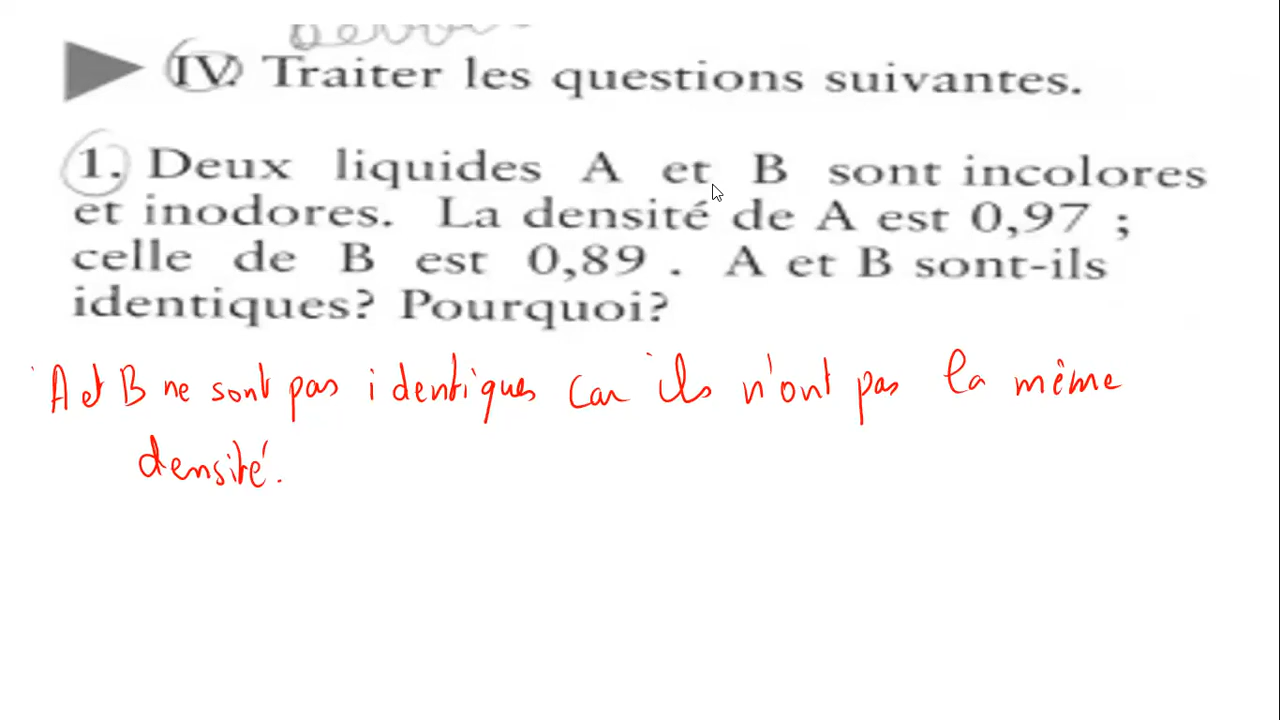 IV. Traiter les questions suivantes.
1. Deux liquides A et B sont incolores
et inodores. La densité de A est 0,97 ;
celle de B est 0,89 . A et B sont-ils
identiques? Pourquoi?
A et B ne sont pas identiques car ils n'ont pas la même
densité.